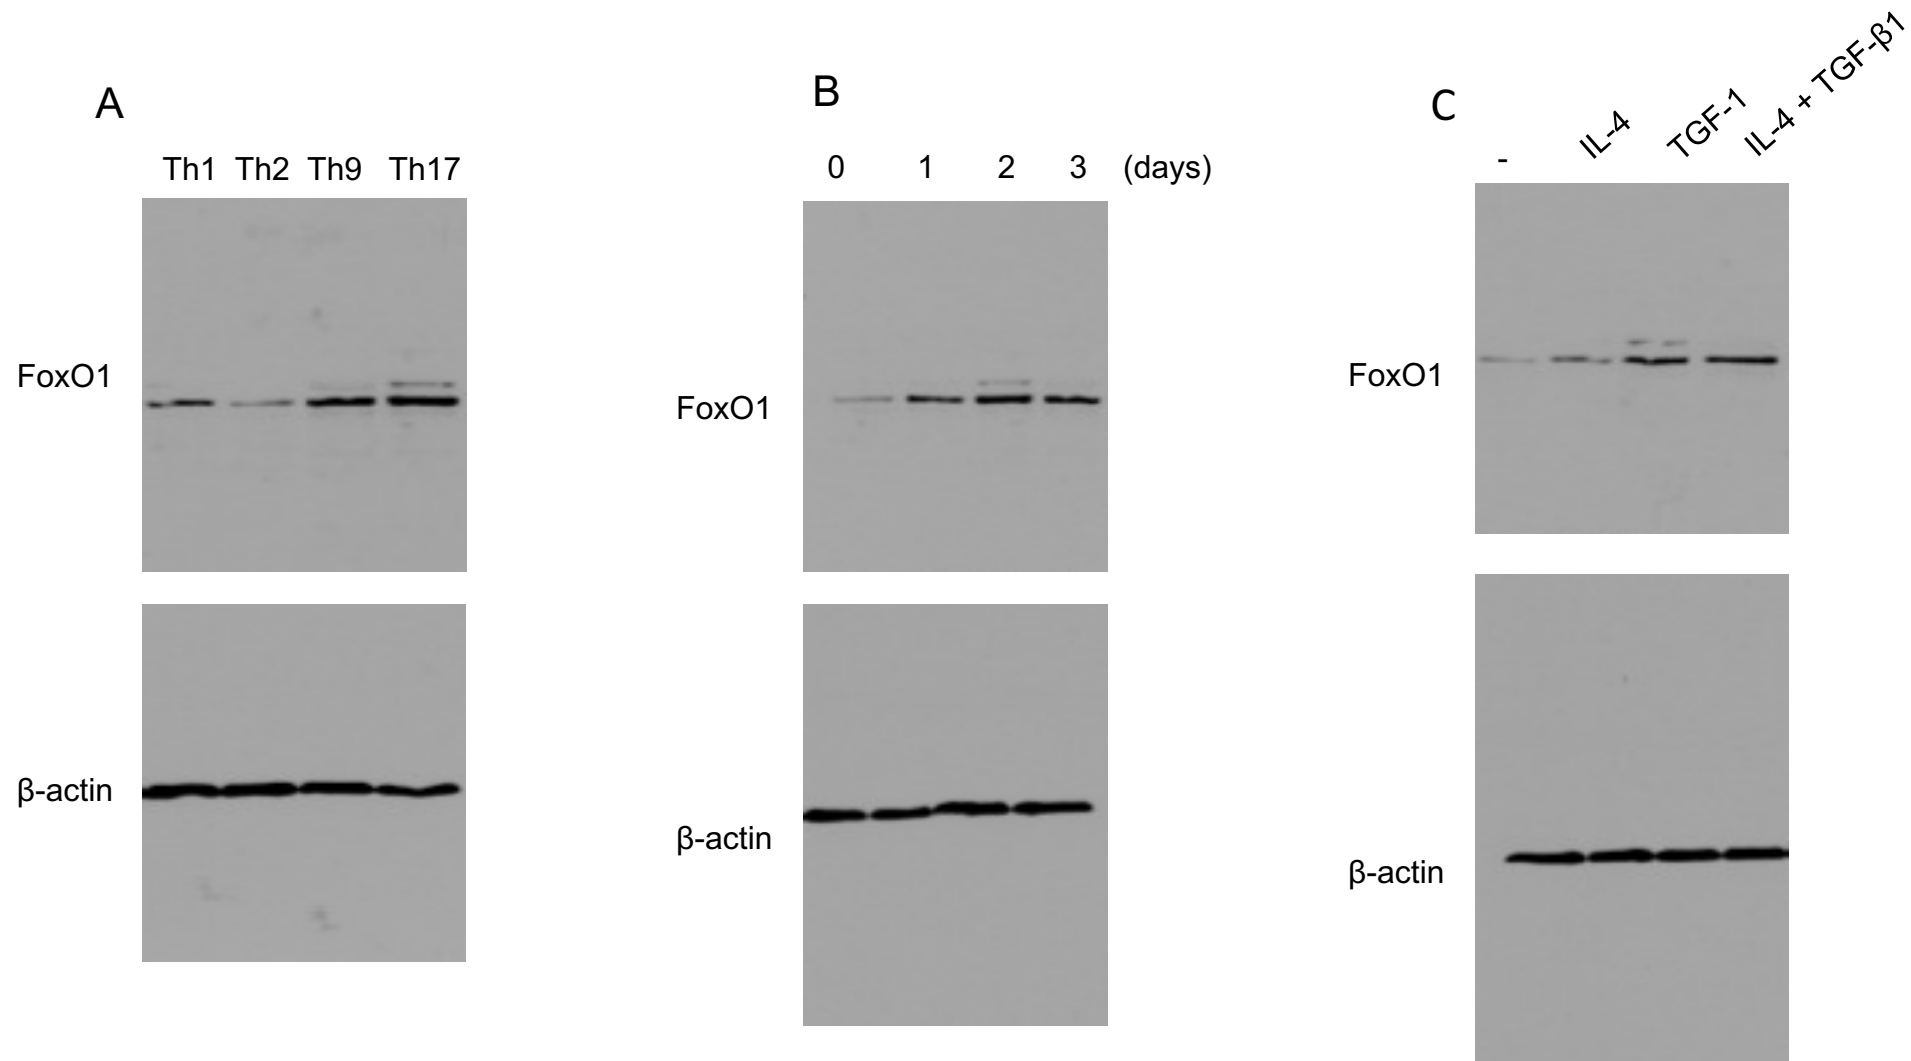 A
Th1 Th2 Th9 Th17
FoxO1
β-actin
B
0 1 2 3 (days)
FoxO1
β-actin
C
- IL-4 TGF-1 IL-4 + TGF-β1
FoxO1
β-actin